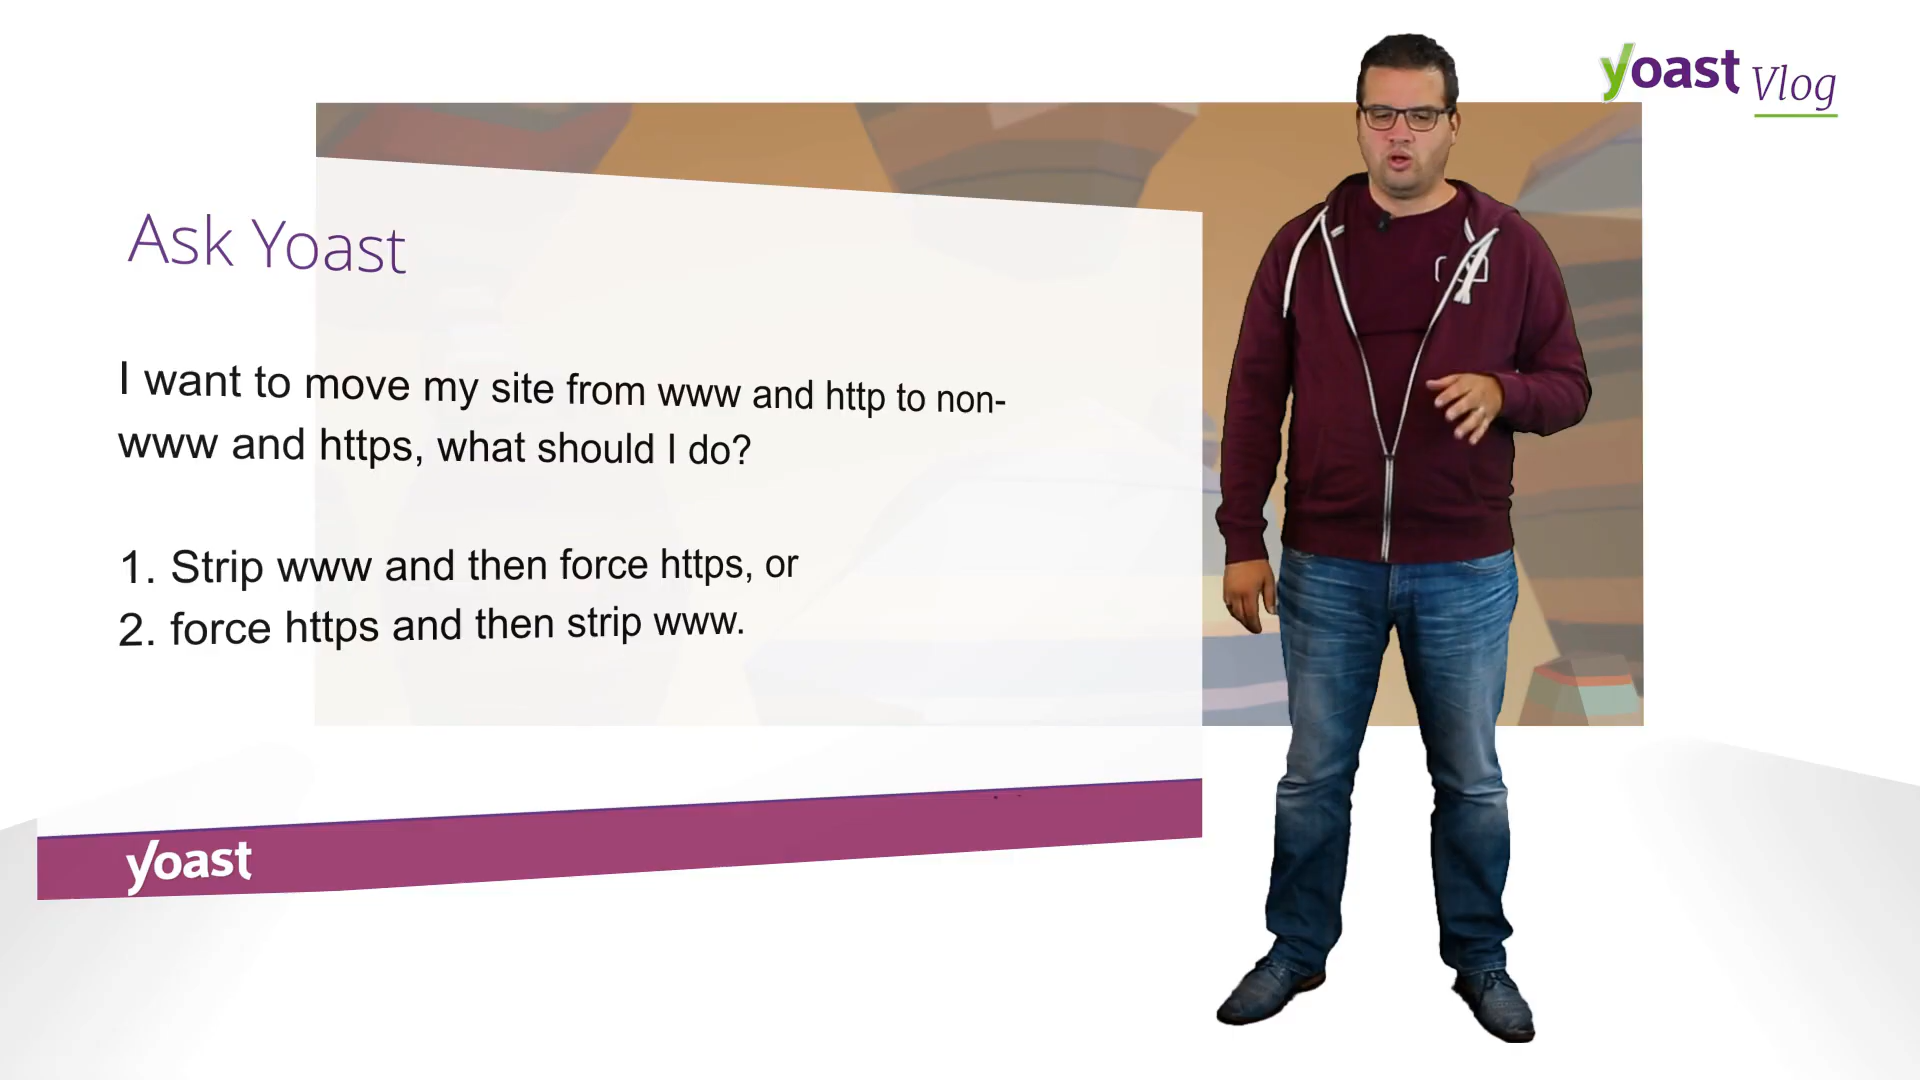 yoast Vlog
Ask Yoast
I want to move my site from www and http to non-
www and https, what should I do?
1. Strip www and then force https, or
2. force https and then strip www.
yoast